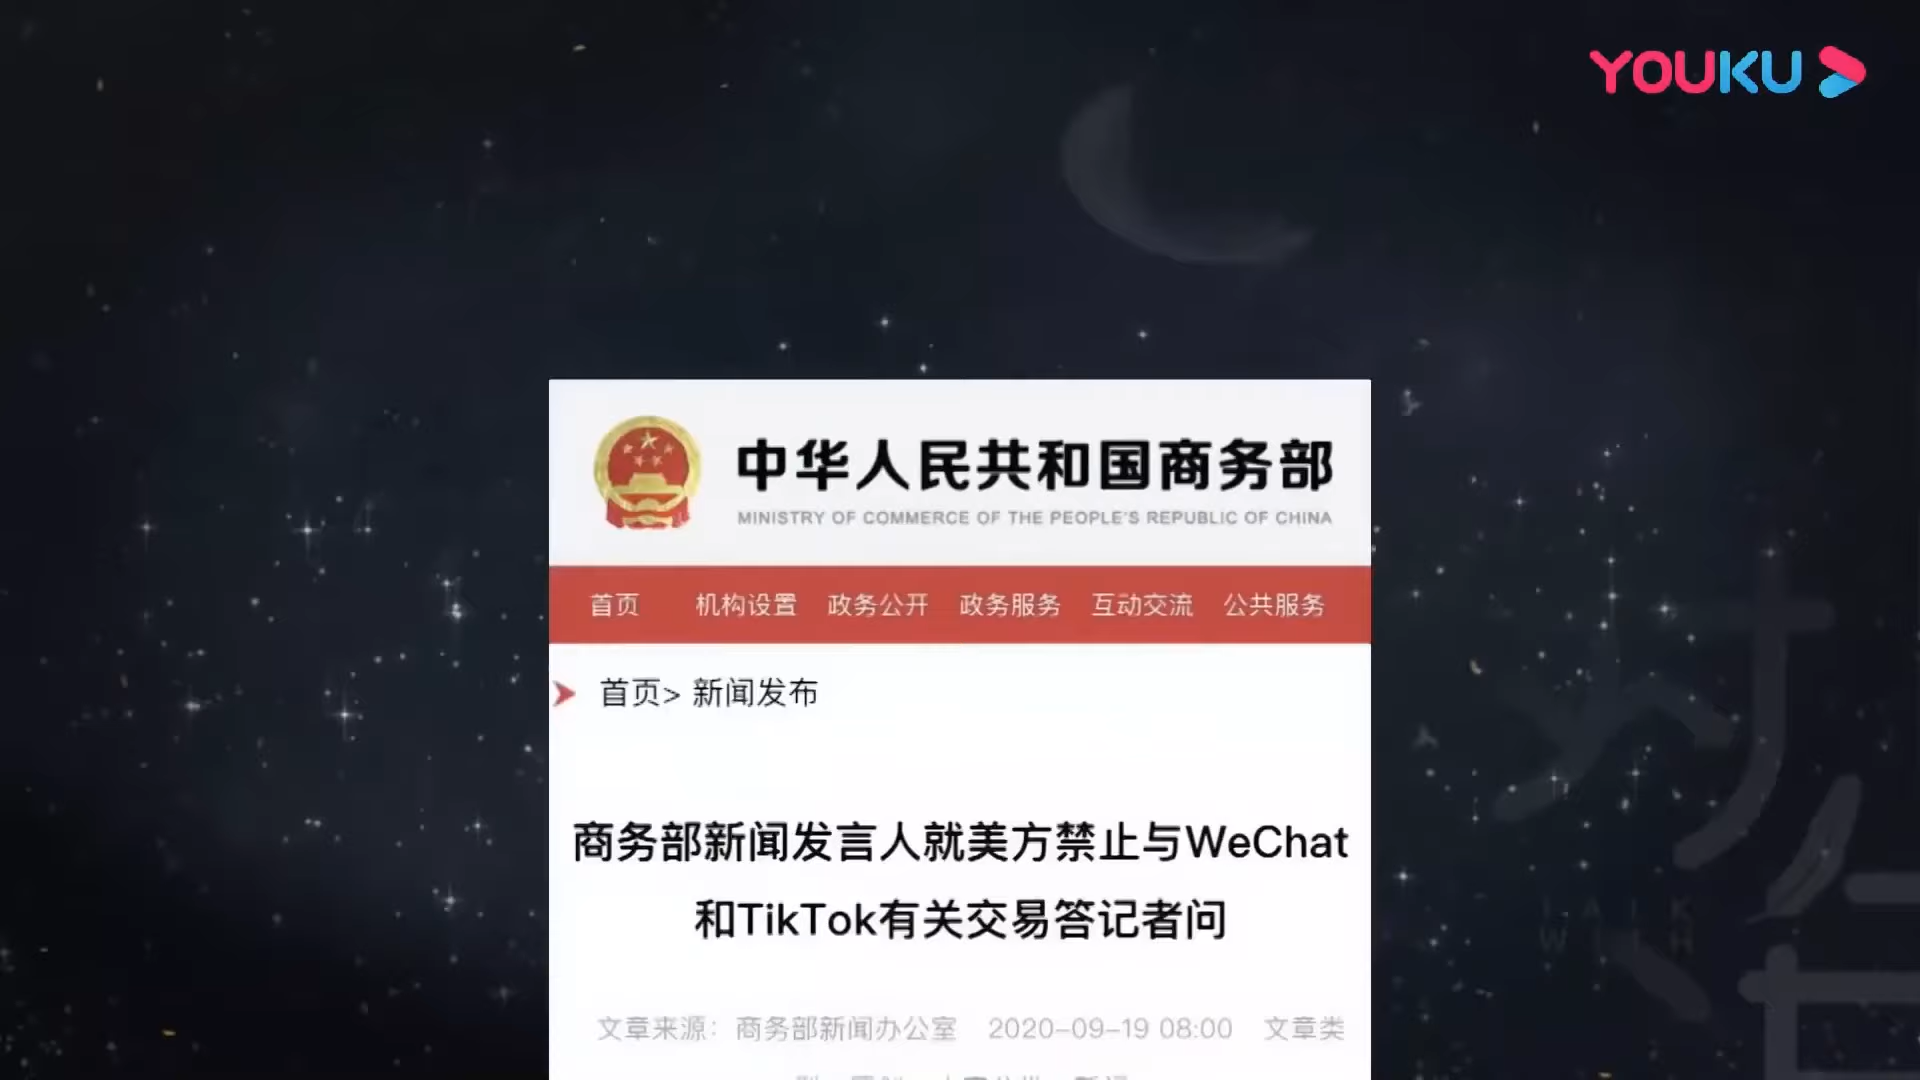 YOUKU
中华人民共和国商务部
MINISTRY OF COMMERCE OF THE PEOPLE'S REPUBLIC OF CHINA
首页 机构设置 政务公开 政务服务 互动交流 公共服务
首页> 新闻发布
商务部新闻发言人就美方禁止与WeChat
和TikTok有关交易答记者问
文章来源：商务部新闻办公室 2020-09-19 08:00 文章类
TALK
WITH